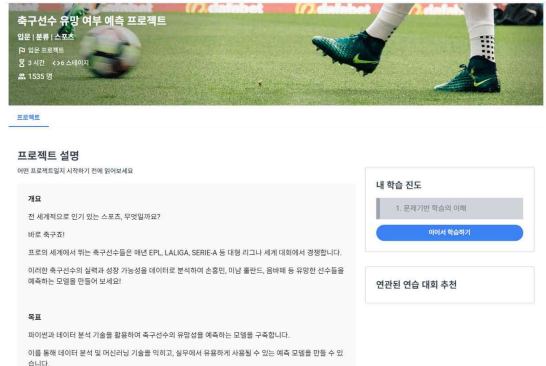 축구선수 유망 여부 예측 프로젝트
입문 | 분류 | 스포츠
입문 프로젝트
3 시간 <>6 스테이지
1535 명
프로젝트
프로젝트 설명
어떤 프로젝트일지 시작하기 전에 읽어보세요
개요
전 세계적으로 인기 있는 스포츠, 무엇일까요?
바로 축구죠!
프로의 세계에서 뛰는 축구선수들은 매년 EPL, LALIGA, SERIE-A 등 대형 리그나 세계 대회에서 경쟁합니다.
이러한 축구선수의 실력과 성장 가능성을 데이터로 분석하여 손흥민, 미남 홀란드, 음바페 등 유망한 선수들을
예측하는 모델을 만들어 보세요!
목표
파이썬과 데이터 분석 기술을 활용하여 축구선수의 유망성을 예측하는 모델을 구축합니다.
이를 통해 데이터 분석 및 머신러닝 기술을 익히고, 실무에서 유용하게 사용될 수 있는 예측 모델을 만들 수 있
습니다.
내 학습 진도
1. 문제기반 학습의 이해
이어서 학습하기
연관된 연습 대회 추천